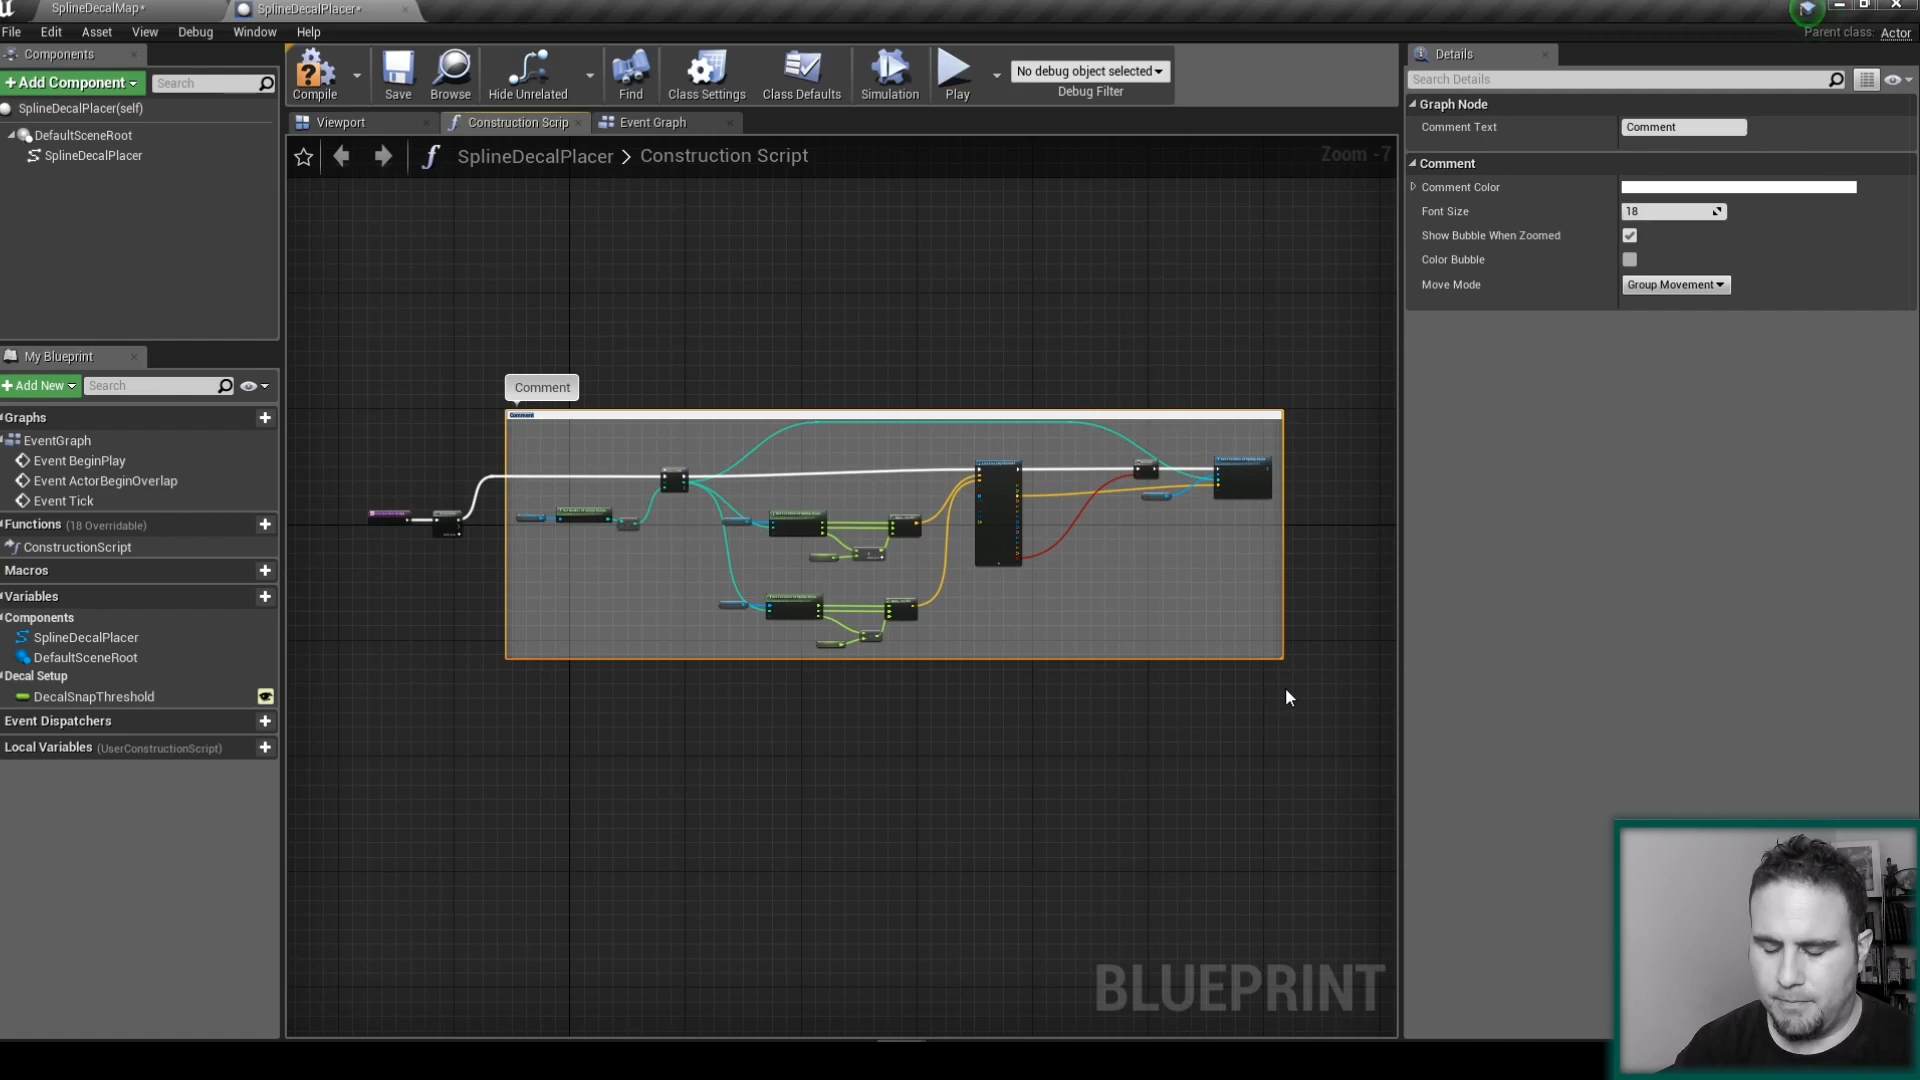 SplineDecalMap*
SplineDecalPlacer*
File Edit Asset View Debug Window Help
Parent class: Actor
Components
+Add Component
Search
SplineDecalPlacer(self)
DefaultSceneRoot
SplineDecalPlacer
My Blueprint
+Add New
Search
Graphs
EventGraph
Event BeginPlay
Event ActorBeginOverlap
Event Tick
Functions (18 Overridable)
ConstructionScript
Macros
Variables
Components
SplineDecalPlacer
DefaultSceneRoot
Decal Setup
DecalSnapThreshold
Event Dispatchers
Local Variables (UserConstructionScript)
Compile
Save
Browse
Hide Unrelated
Find
Class Settings
Class Defaults
Simulation
Play
No debug object selected
Debug Filter
Viewport
Construction Scrip
Event Graph
SplineDecalPlacer > Construction Script
Zoom -7
Comment
Comment
BLUEPRINT
Details
Search Details
Graph Node
Comment Text Comment
Comment
Comment Color
Font Size 18
Show Bubble When Zoomed
Color Bubble
Move Mode Group Movement